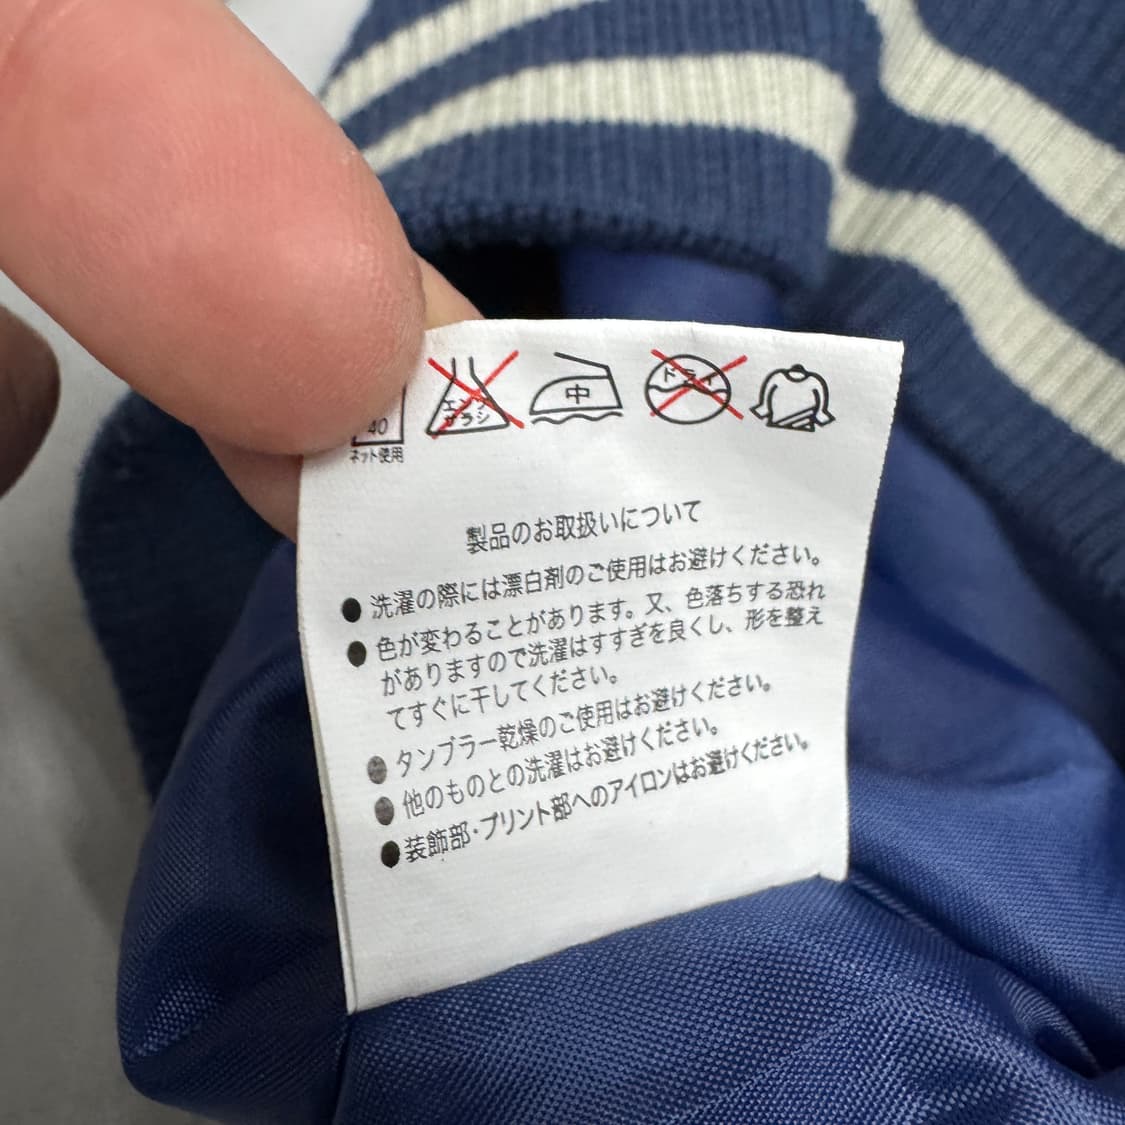 40
ネット使用
エンソ
サラシ
中
ドライ
製品のお取扱いについて
● 洗濯の際には漂白剤のご使用はお避けください。
● 色が変わることがあります。又、色落ちする恐れ
がありますので洗濯はすすぎを良くし、形を整え
てすぐに干してください。
● タンブラー乾燥のご使用はお避けください。
● 他のものとの洗濯はお避けください。
● 装飾部・プリント部へのアイロンはお避けください。